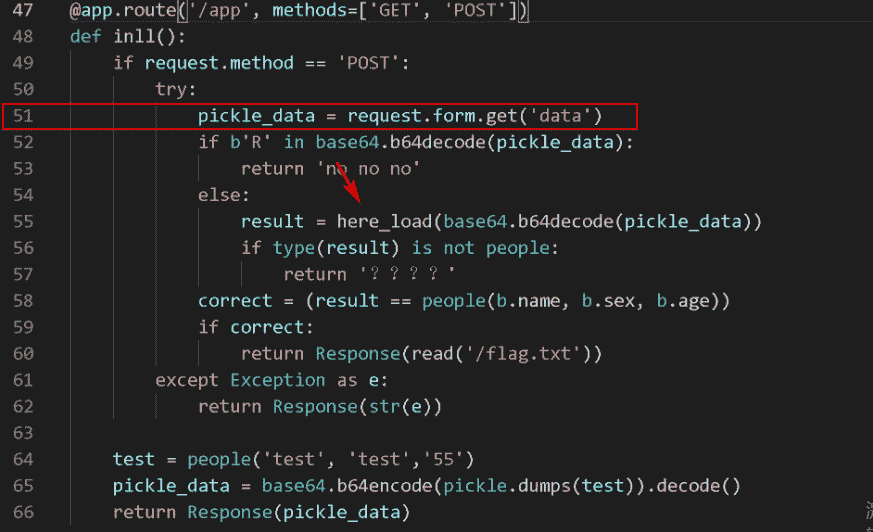 47 @app.route('/app', methods=['GET', 'POST'])
48 def inll():
49     if request.method == 'POST':
50         try:
51             pickle_data = request.form.get('data')
52             if b'R' in base64.b64decode(pickle_data):
53                 return 'no no no'
54             else:
55                 result = here_load(base64.b64decode(pickle_data))
56                 if type(result) is not people:
57                     return '？？？？'
58             correct = (result == people(b.name, b.sex, b.age))
59             if correct:
60                 return Response(read('/flag.txt'))
61         except Exception as e:
62             return Response(str(e))
63
64     test = people('test', 'test','55')
65     pickle_data = base64.b64encode(pickle.dumps(test)).decode()
66     return Response(pickle_data)